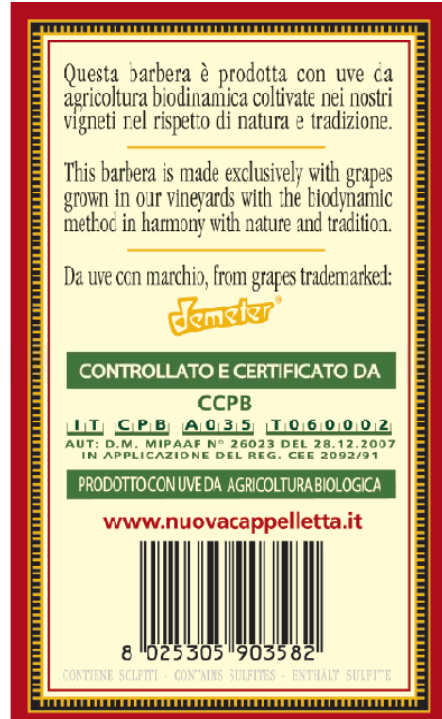 Questa barbera è prodotta con uve da
agricoltura biodinamica coltivate nei nostri
vigneti nel rispetto di natura e tradizione.
This barbera is made exclusively with grapes
grown in our vineyards with the biodynamic
method in harmony with nature and tradition.
Da uve con marchio, from grapes trademarked:
demeter®
CONTROLLATO E CERTIFICATO DA
CCPB
IT CPB A035 T060002
AUT: D.M. MIPAAF N° 26023 DEL 28.12.2007
IN APPLICAZIONE DEL REG. CEE 2092/91
PRODOTTO CON UVE DA AGRICOLTURA BIOLOGICA
www.nuovacappelletta.it
8 025305 903582
CONTIENE SOLFITI - CONTAINS SULFITES - ENTHÄLT SULFITE